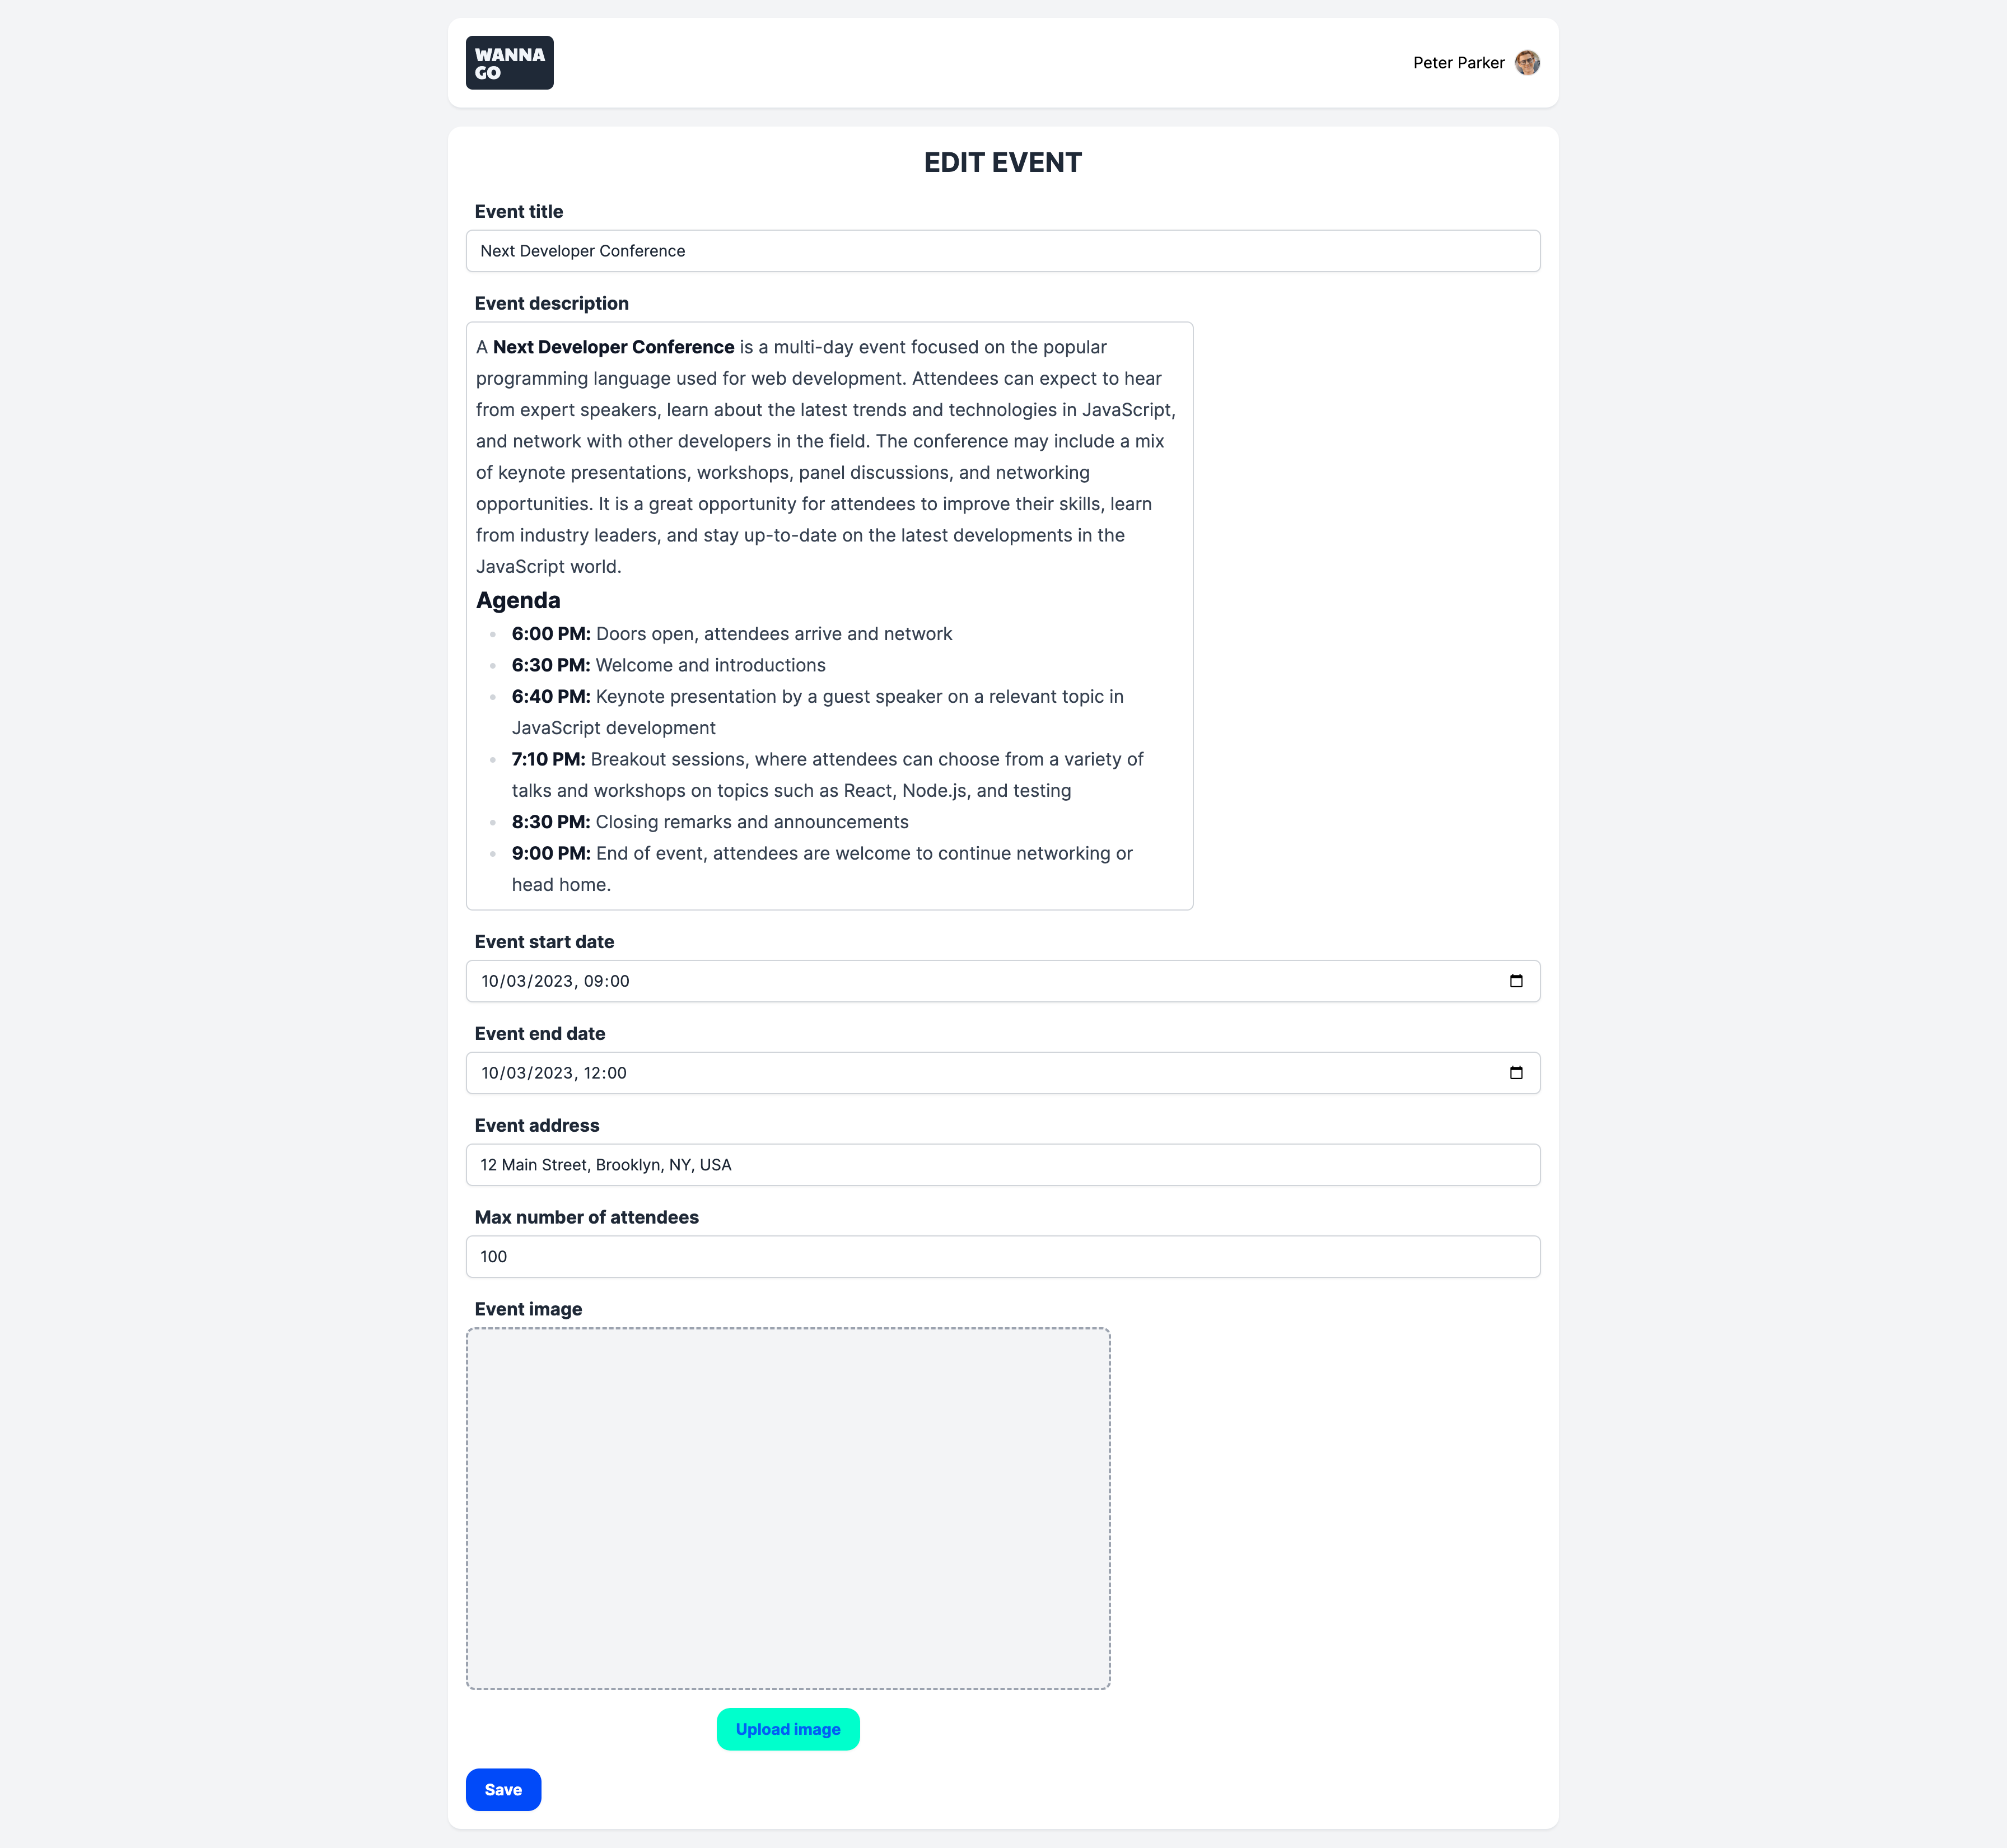 WANNA
GO
Peter Parker
EDIT EVENT
Event title
Next Developer Conference
Event description
A Next Developer Conference is a multi-day event focused on the popular
programming language used for web development. Attendees can expect to hear
from expert speakers, learn about the latest trends and technologies in JavaScript,
and network with other developers in the field. The conference may include a mix
of keynote presentations, workshops, panel discussions, and networking
opportunities. It is a great opportunity for attendees to improve their skills, learn
from industry leaders, and stay up-to-date on the latest developments in the
JavaScript world.
Agenda
6:00 PM: Doors open, attendees arrive and network
6:30 PM: Welcome and introductions
6:40 PM: Keynote presentation by a guest speaker on a relevant topic in
JavaScript development
7:10 PM: Breakout sessions, where attendees can choose from a variety of
talks and workshops on topics such as React, Node.js, and testing
8:30 PM: Closing remarks and announcements
9:00 PM: End of event, attendees are welcome to continue networking or
head home.
Event start date
10/03/2023, 09:00
Event end date
10/03/2023, 12:00
Event address
12 Main Street, Brooklyn, NY, USA
Max number of attendees
100
Event image
Upload image
Save